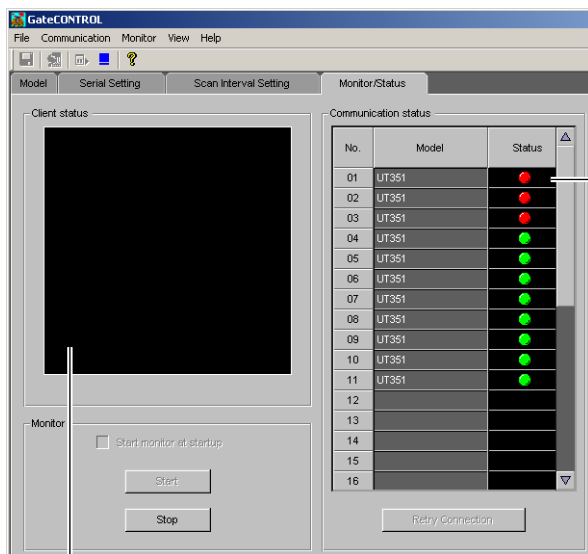 GateCONTROL
File Communication Monitor View Help
Model Serial Setting Scan Interval Setting Monitor/Status
Client status
Communication status
No. Model Status
01 UT351
02 UT351
03 UT351
04 UT351
05 UT351
06 UT351
07 UT351
08 UT351
09 UT351
10 UT351
11 UT351
12
13
14
15
16
Monitor
Start monitor at startup
Start
Stop
Retry Connection